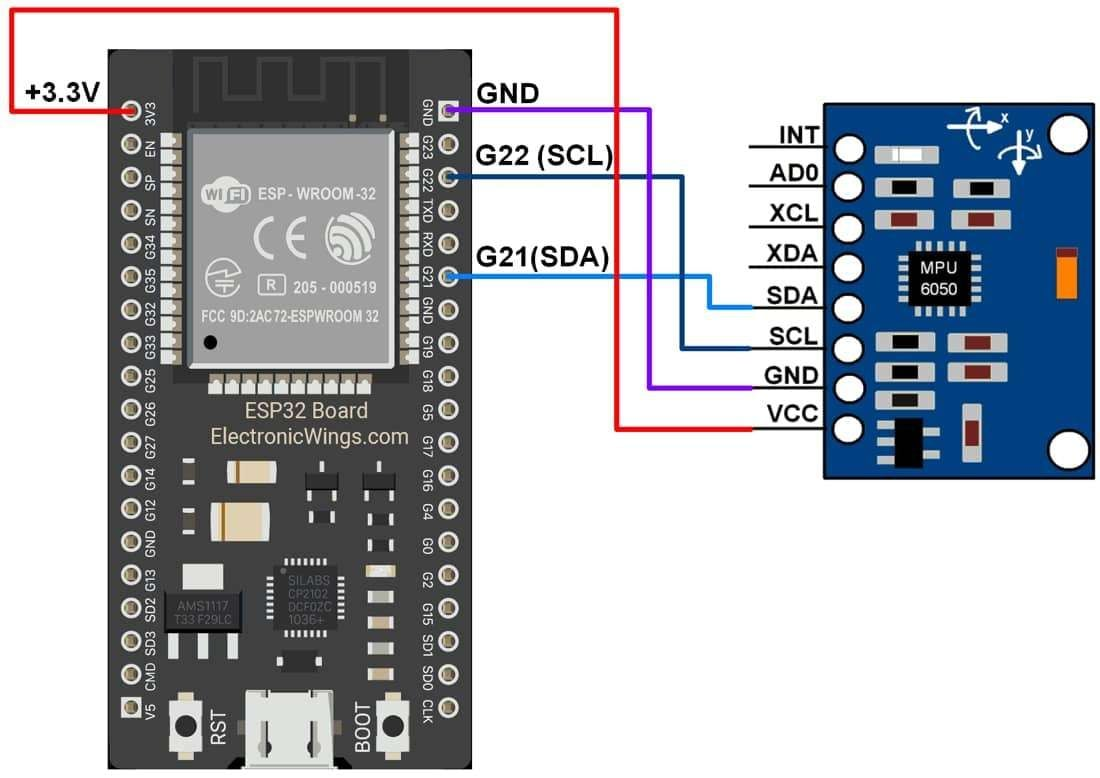 +3.3V
GND
G22 (SCL)
G21(SDA)
3V3
EN
SP
SN
G34
G35
G32
G33
G25
G26
G27
G14
G12
GND
G13
SD2
SD3
CMD
V5
GND
G23
G22
TXD
RXD
G21
GND
G19
G18
G5
G17
G16
G4
G0
G2
G15
SD1
SD0
CLK
Wi Fi ESP - WROOM-32
CE
R 205 - 000519
FCC 9D:2AC72-ESPWROOM 32
ESP32 Board
ElectronicWings.com
AMS1117
T33 F29LC
SILABS
CP2102
DCF0ZC
1036+
RST
BOOT
INT
AD0
XCL
XDA
SDA
SCL
GND
VCC
x
y
MPU
6050